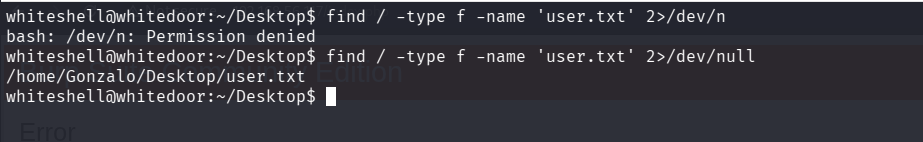 whiteshell@whitedoor:~/Desktop$ find / -type f -name 'user.txt' 2>/dev/n
bash: /dev/n: Permission denied
whiteshell@whitedoor:~/Desktop$ find / -type f -name 'user.txt' 2>/dev/null
/home/Gonzalo/Desktop/user.txt
Edition
whiteshell@whitedoor:~/Desktop$
Error